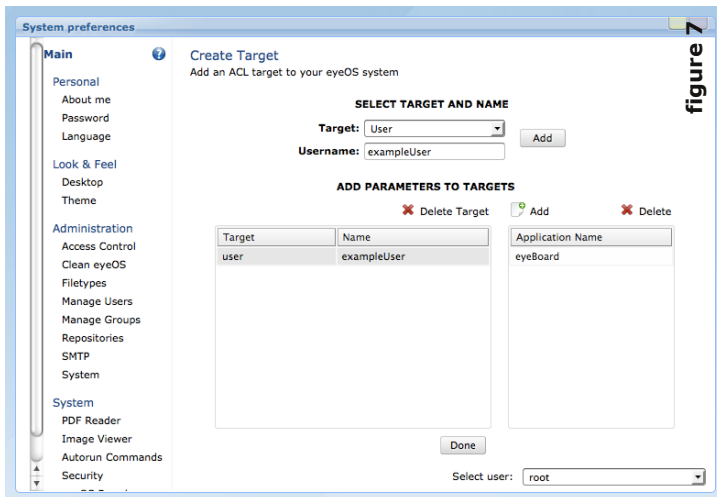 System preferences
figure 7
Main
Personal
About me
Password
Language
Look & Feel
Desktop
Theme
Administration
Access Control
Clean eyeOS
Filetypes
Manage Users
Manage Groups
Repositories
SMTP
System
System
PDF Reader
Image Viewer
Autorun Commands
Security
Create Target
Add an ACL target to your eyeOS system
SELECT TARGET AND NAME
Target: User
Add
Username: exampleUser
ADD PARAMETERS TO TARGETS
Delete Target Add Delete
Target Name Application Name
user exampleUser eyeBoard
Done
Select user: root